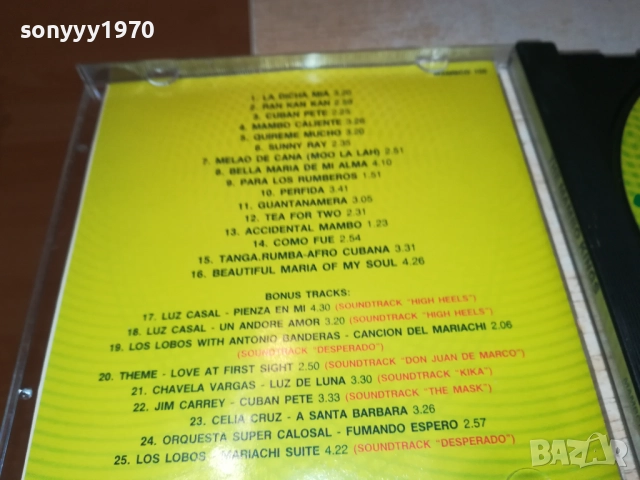 sonyyy1970
1. LA DICHA MIA 3.26
2. RAN KAN KAN 2.58
3. CUBAN PETE 2.25
4. MAMBO CALIENTE 3.26
5. QUIREME MUCHO 3.20
6. SUNNY RAY 2.35
7. MELAO DE CANA (MOO LA LAH) 2.51
8. BELLA MARIA DE MI ALMA 4.10
9. PARA LOS RUMBEROS 1.51
10. PERFIDA 3.41
11. GUANTANAMERA 3.05
12. TEA FOR TWO 2.31
13. ACCIDENTAL MAMBO 1.23
14. COMO FUE 2.54
15. TANGA.RUMBA-AFRO CUBANA 3.31
16. BEAUTIFUL MARIA OF MY SOUL 4.26
BONUS TRACKS:
17. LUZ CASAL - PIENZA EN MI 4.30 (SOUNDTRACK "HIGH HEELS")
18. LUZ CASAL - UN ANDORE AMOR 3.20 (SOUNDTRACK "HIGH HEELS")
19. LOS LOBOS WITH ANTONIO BANDERAS - CANCION DEL MARIACHI 2.06
(SOUNDTRACK "DESPERADO")
20. THEME - LOVE AT FIRST SIGHT 2.50 (SOUNDTRACK "DON JUAN DE MARCO")
21. CHAVELA VARGAS - LUZ DE LUNA 3.30 (SOUNDTRACK "KIKA")
22. JIM CARREY - CUBAN PETE 3.33 (SOUNDTRACK "THE MASK")
23. CELIA CRUZ - A SANTA BARBARA 3.26
24. ORQUESTA SUPER CALOSAL - FUMANDO ESPERO 2.57
25. LOS LOBOS - MARIACHI SUITE 4.22 (SOUNDTRACK "DESPERADO")
BAZAR